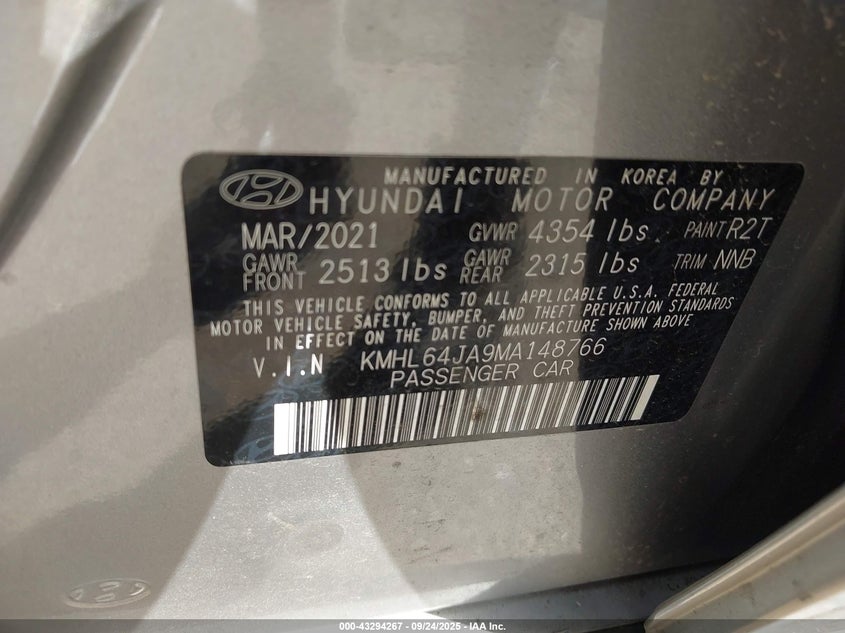 MANUFACTURED IN KOREA BY
HYUNDAI MOTOR COMPANY
MAR/2021 GVWR 4354 lbs PAINT R2T
GAWR FRONT 2513 lbs GAWR REAR 2315 lbs TRIM NNB
THIS VEHICLE CONFORMS TO ALL APPLICABLE U.S.A. FEDERAL
MOTOR VEHICLE SAFETY, BUMPER, AND THEFT PREVENTION STANDARDS
IN EFFECT ON THE DATE OF MANUFACTURE SHOWN ABOVE
V.I.N KMHL64JA9MA148766
PASSENGER CAR
000-43294267 - 09/24/2025 - IAA Inc.